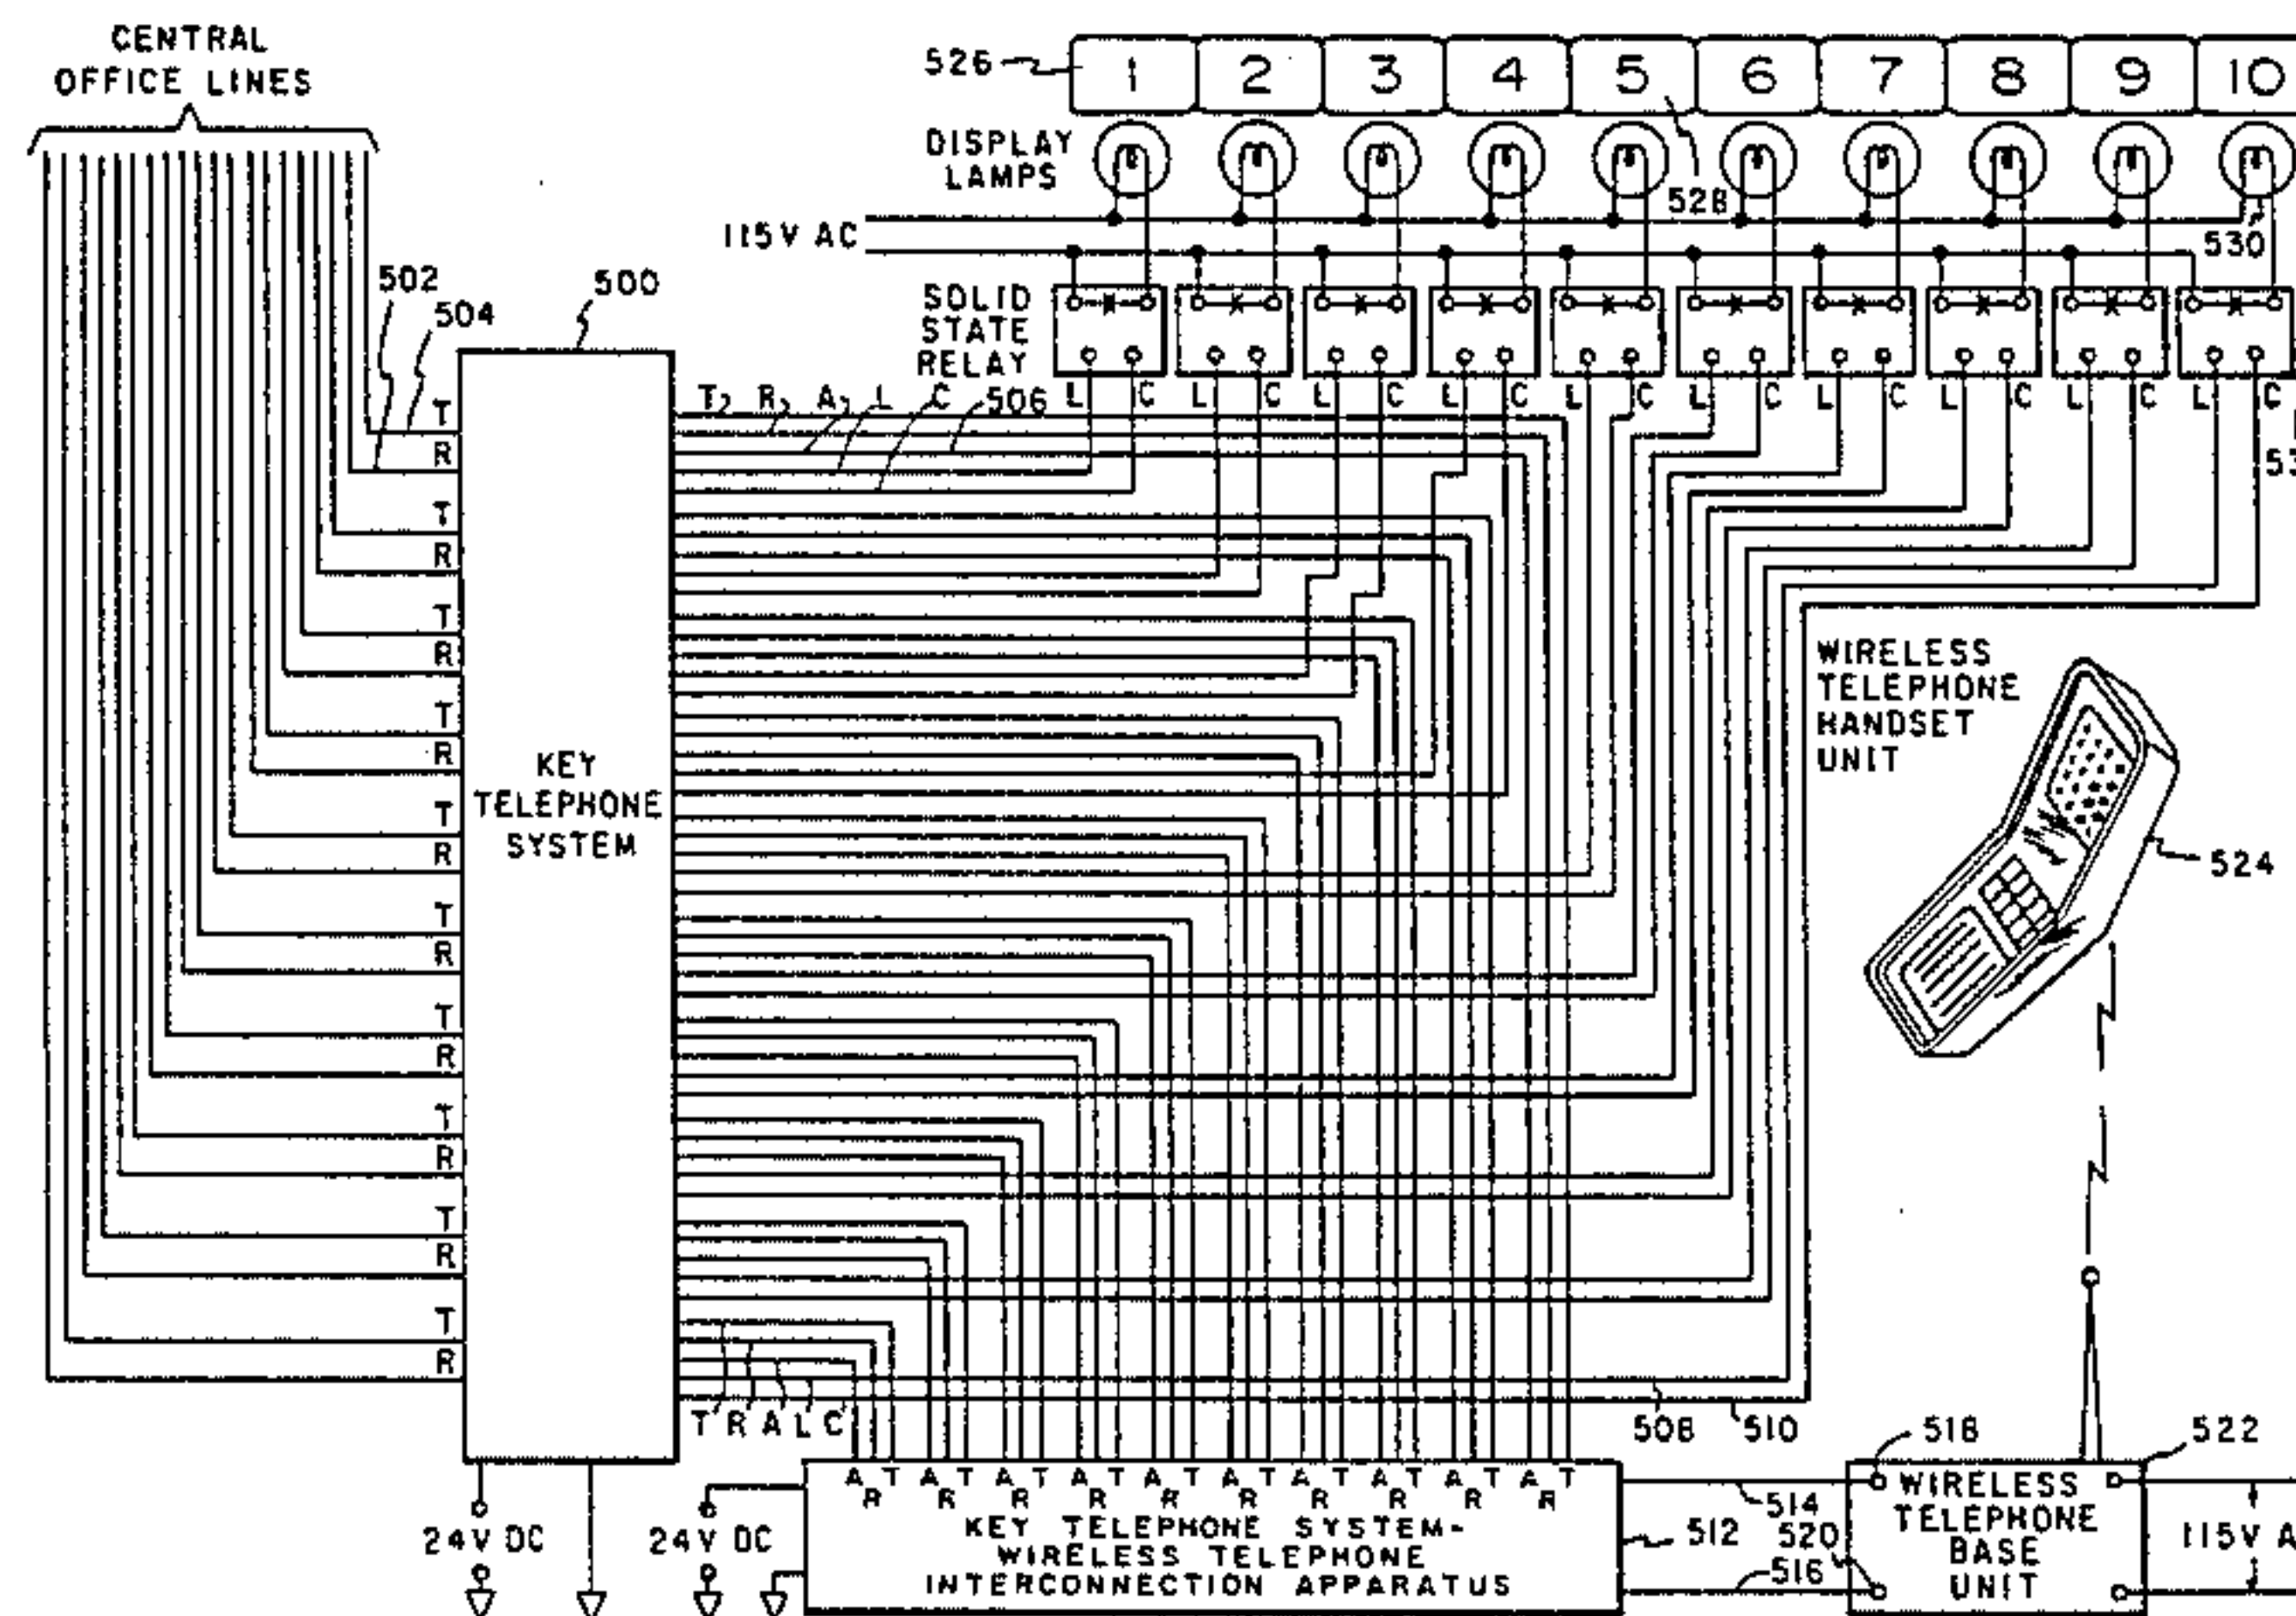 CENTRAL
OFFICE LINES
526
1 2 3 4 5 6 7 8 9 10
DISPLAY
LAMPS
528
115V AC
530
502
504
500
SOLID
STATE
RELAY
L C L C L C L C L C L C L C L C L C L C
T R A L C 506
T
R
T
R
T
R
T
R
T
R
T
R
T
R
T
R
T
R
T
R
KEY
TELEPHONE
SYSTEM
WIRELESS
TELEPHONE
HANDSET
UNIT
524
T R A L C
508
510
518
522
A R T A R T A R T A R T A R T A R T A R T A R T A R T A R T
KEY TELEPHONE SYSTEM-
WIRELESS TELEPHONE
INTERCONNECTION APPARATUS
24V DC
24V DC
514
512
520
516
WIRELESS
TELEPHONE
BASE
UNIT
115V A